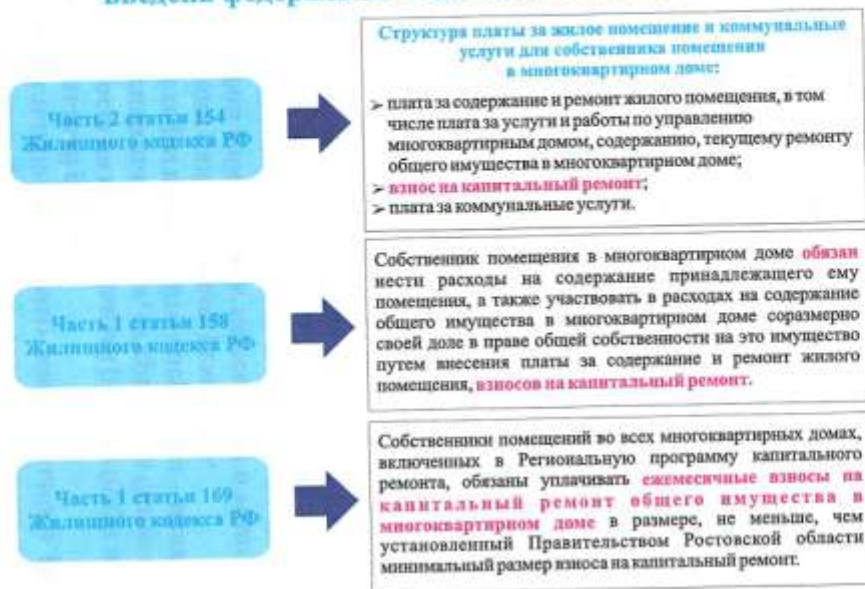 Часть 2 статьи 154
Жилищного кодекса РФ
Структура платы за жилое помещение и коммунальные
услуги для собственника помещения
в многоквартирном доме:
➢ плата за содержание и ремонт жилого помещения, в том
числе плата за услуги и работы по управлению
многоквартирным домом, содержанию, текущему ремонту
общего имущества в многоквартирном доме;
➢ взнос на капитальный ремонт;
➢ плата за коммунальные услуги.
Часть 1 статьи 158
Жилищного кодекса РФ
Собственник помещения в многоквартирном доме обязан
нести расходы на содержание принадлежащего ему
помещения, а также участвовать в расходах на содержание
общего имущества в многоквартирном доме соразмерно
своей доле в праве общей собственности на это имущество
путем внесения платы за содержание и ремонт жилого
помещения, взносов на капитальный ремонт.
Часть 1 статьи 169
Жилищного кодекса РФ
Собственники помещений во всех многоквартирных домах,
включенных в Региональную программу капитального
ремонта, обязаны уплачивать ежемесячные взносы на
капитальный ремонт общего имущества в
многоквартирном доме в размере, не меньше, чем
установленный Правительством Ростовской области
минимальный размер взноса на капитальный ремонт.